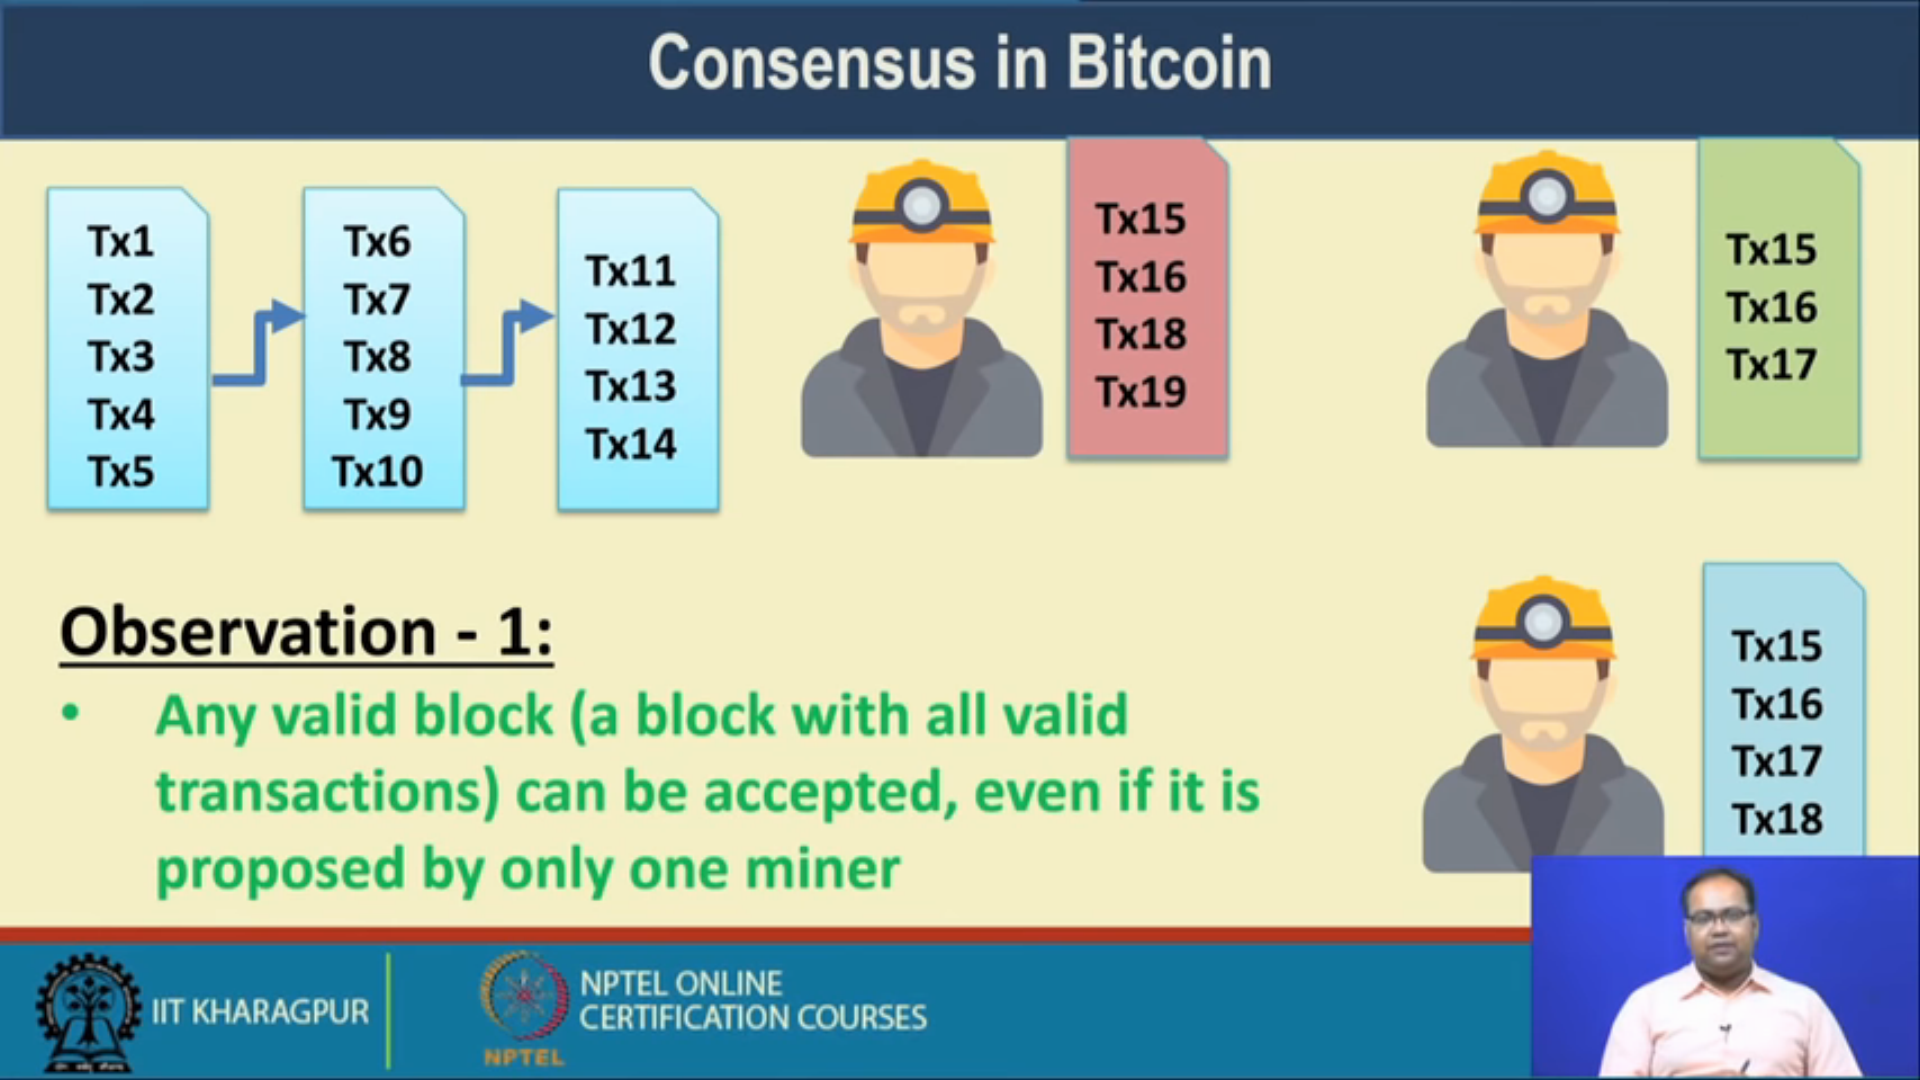 Consensus in Bitcoin
Tx1
Tx2
Tx3
Tx4
Tx5
Tx6
Tx7
Tx8
Tx9
Tx10
Tx11
Tx12
Tx13
Tx14
Tx15
Tx16
Tx18
Tx19
Tx15
Tx16
Tx17
Tx15
Tx16
Tx17
Tx18
Observation - 1:
• Any valid block (a block with all valid
transactions) can be accepted, even if it is
proposed by only one miner
IIT KHARAGPUR
NPTEL
NPTEL ONLINE
CERTIFICATION COURSES